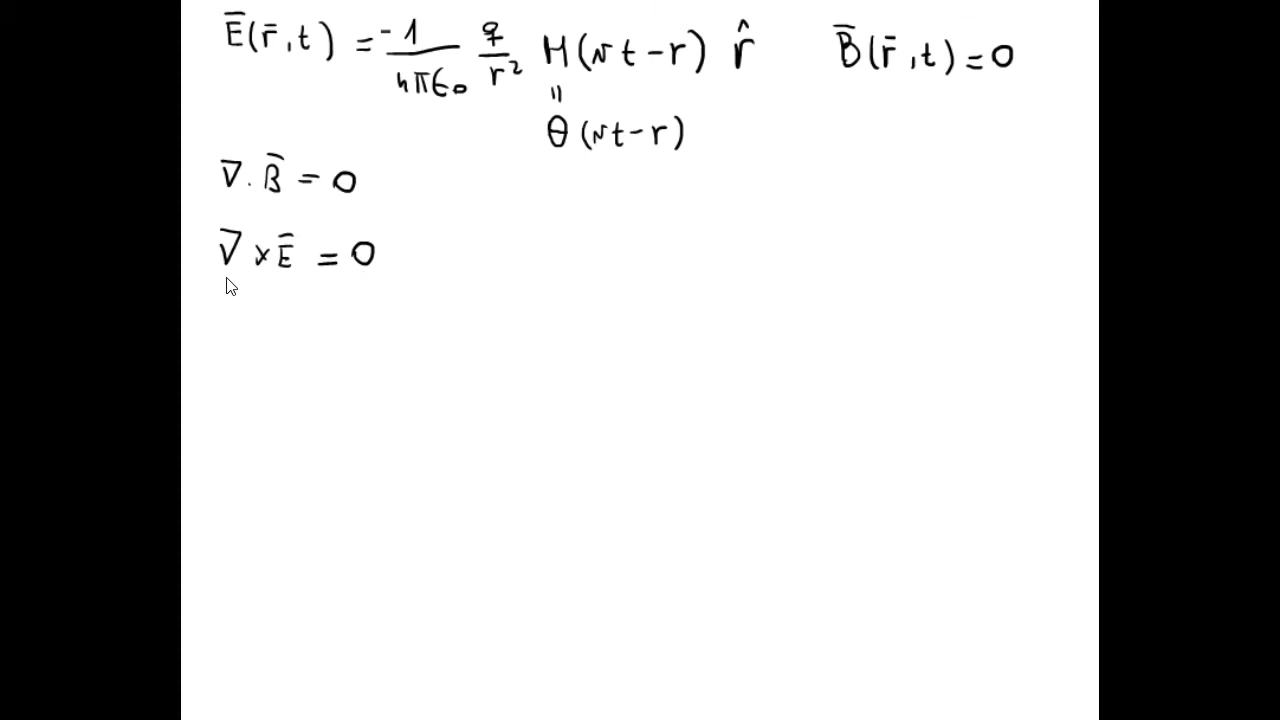 Ē(r̄,t) = -1/4πε₀ q/r² H(vt-r) r̂ B̄(r̄,t) = 0
=
θ(vt-r)
∇̄.B̄ = 0
∇̄×Ē = 0